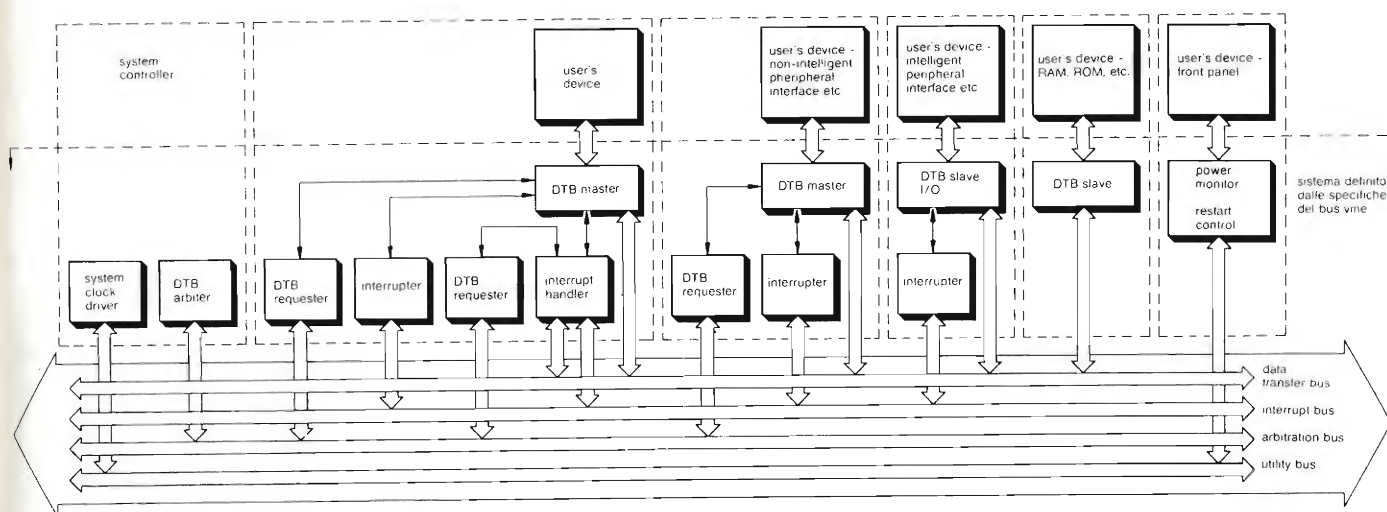 system
controller
user's
device
user's device -
non-intelligent
pheripheral
interface etc
user's device -
intelligent
peripheral
interface etc
user's device -
RAM, ROM, etc.
user's device -
front panel
DTB master
DTB master
DTB slave
I/O
DTB slave
power
monitor
restart
control
sistema definito
dalle specifiche
del bus vme
system
clock
driver
DTB
arbiter
DTB
requester
interrupter
DTB
requester
interrupt
handler
DTB
requester
interrupter
interrupter
data
transfer bus
interrupt bus
arbitration bus
utility bus